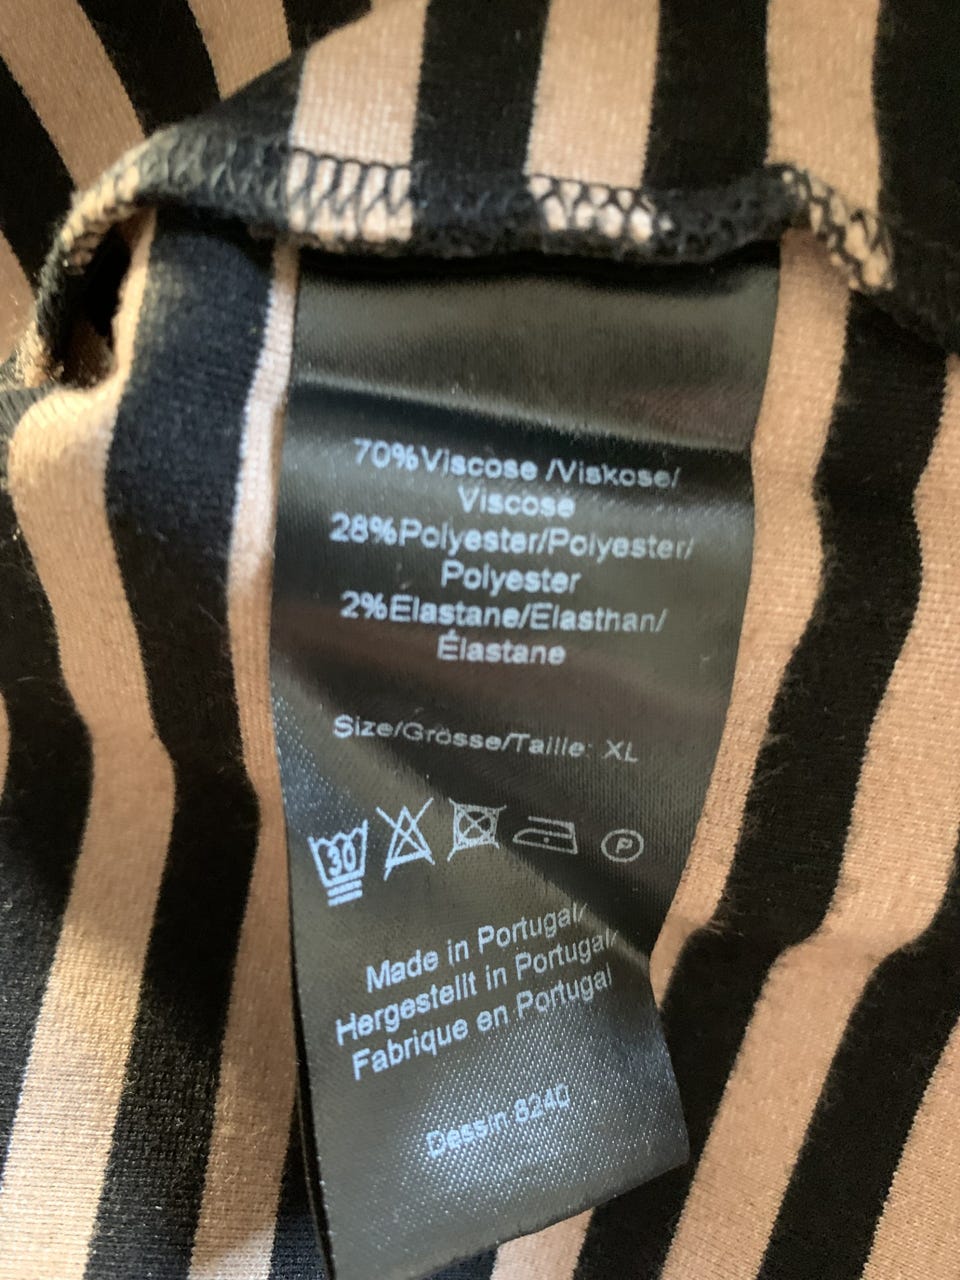 70%Viscose /Viskose/
Viscose
28%Polyester/Polyester/
Polyester
2%Elastane/Elasthan/
Élastane
Size/Grösse/Taille: XL
30
P
Made in Portugal/
Hergestellt in Portugal/
Fabrique en Portugal
Dessin 8240